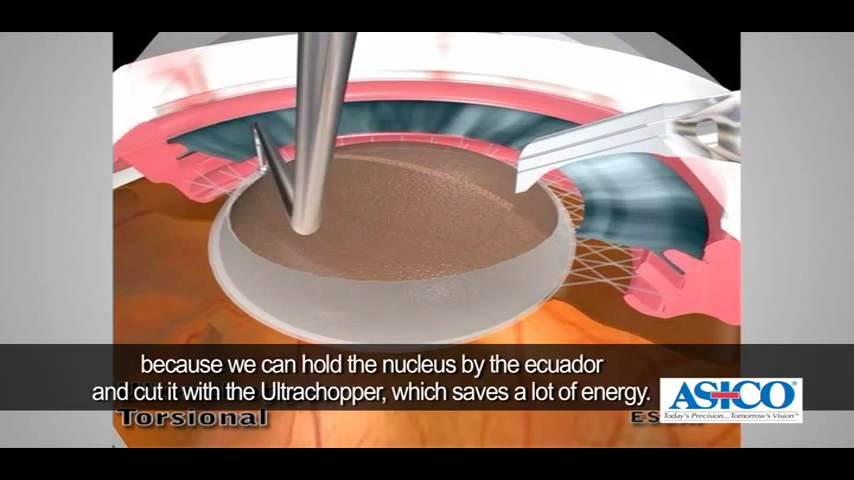 because we can hold the nucleus by the ecuador
and cut it with the Ultrachopper, which saves a lot of energy.
ASICO®
Today's Precision...Tomorrow's Vision™
Torsional